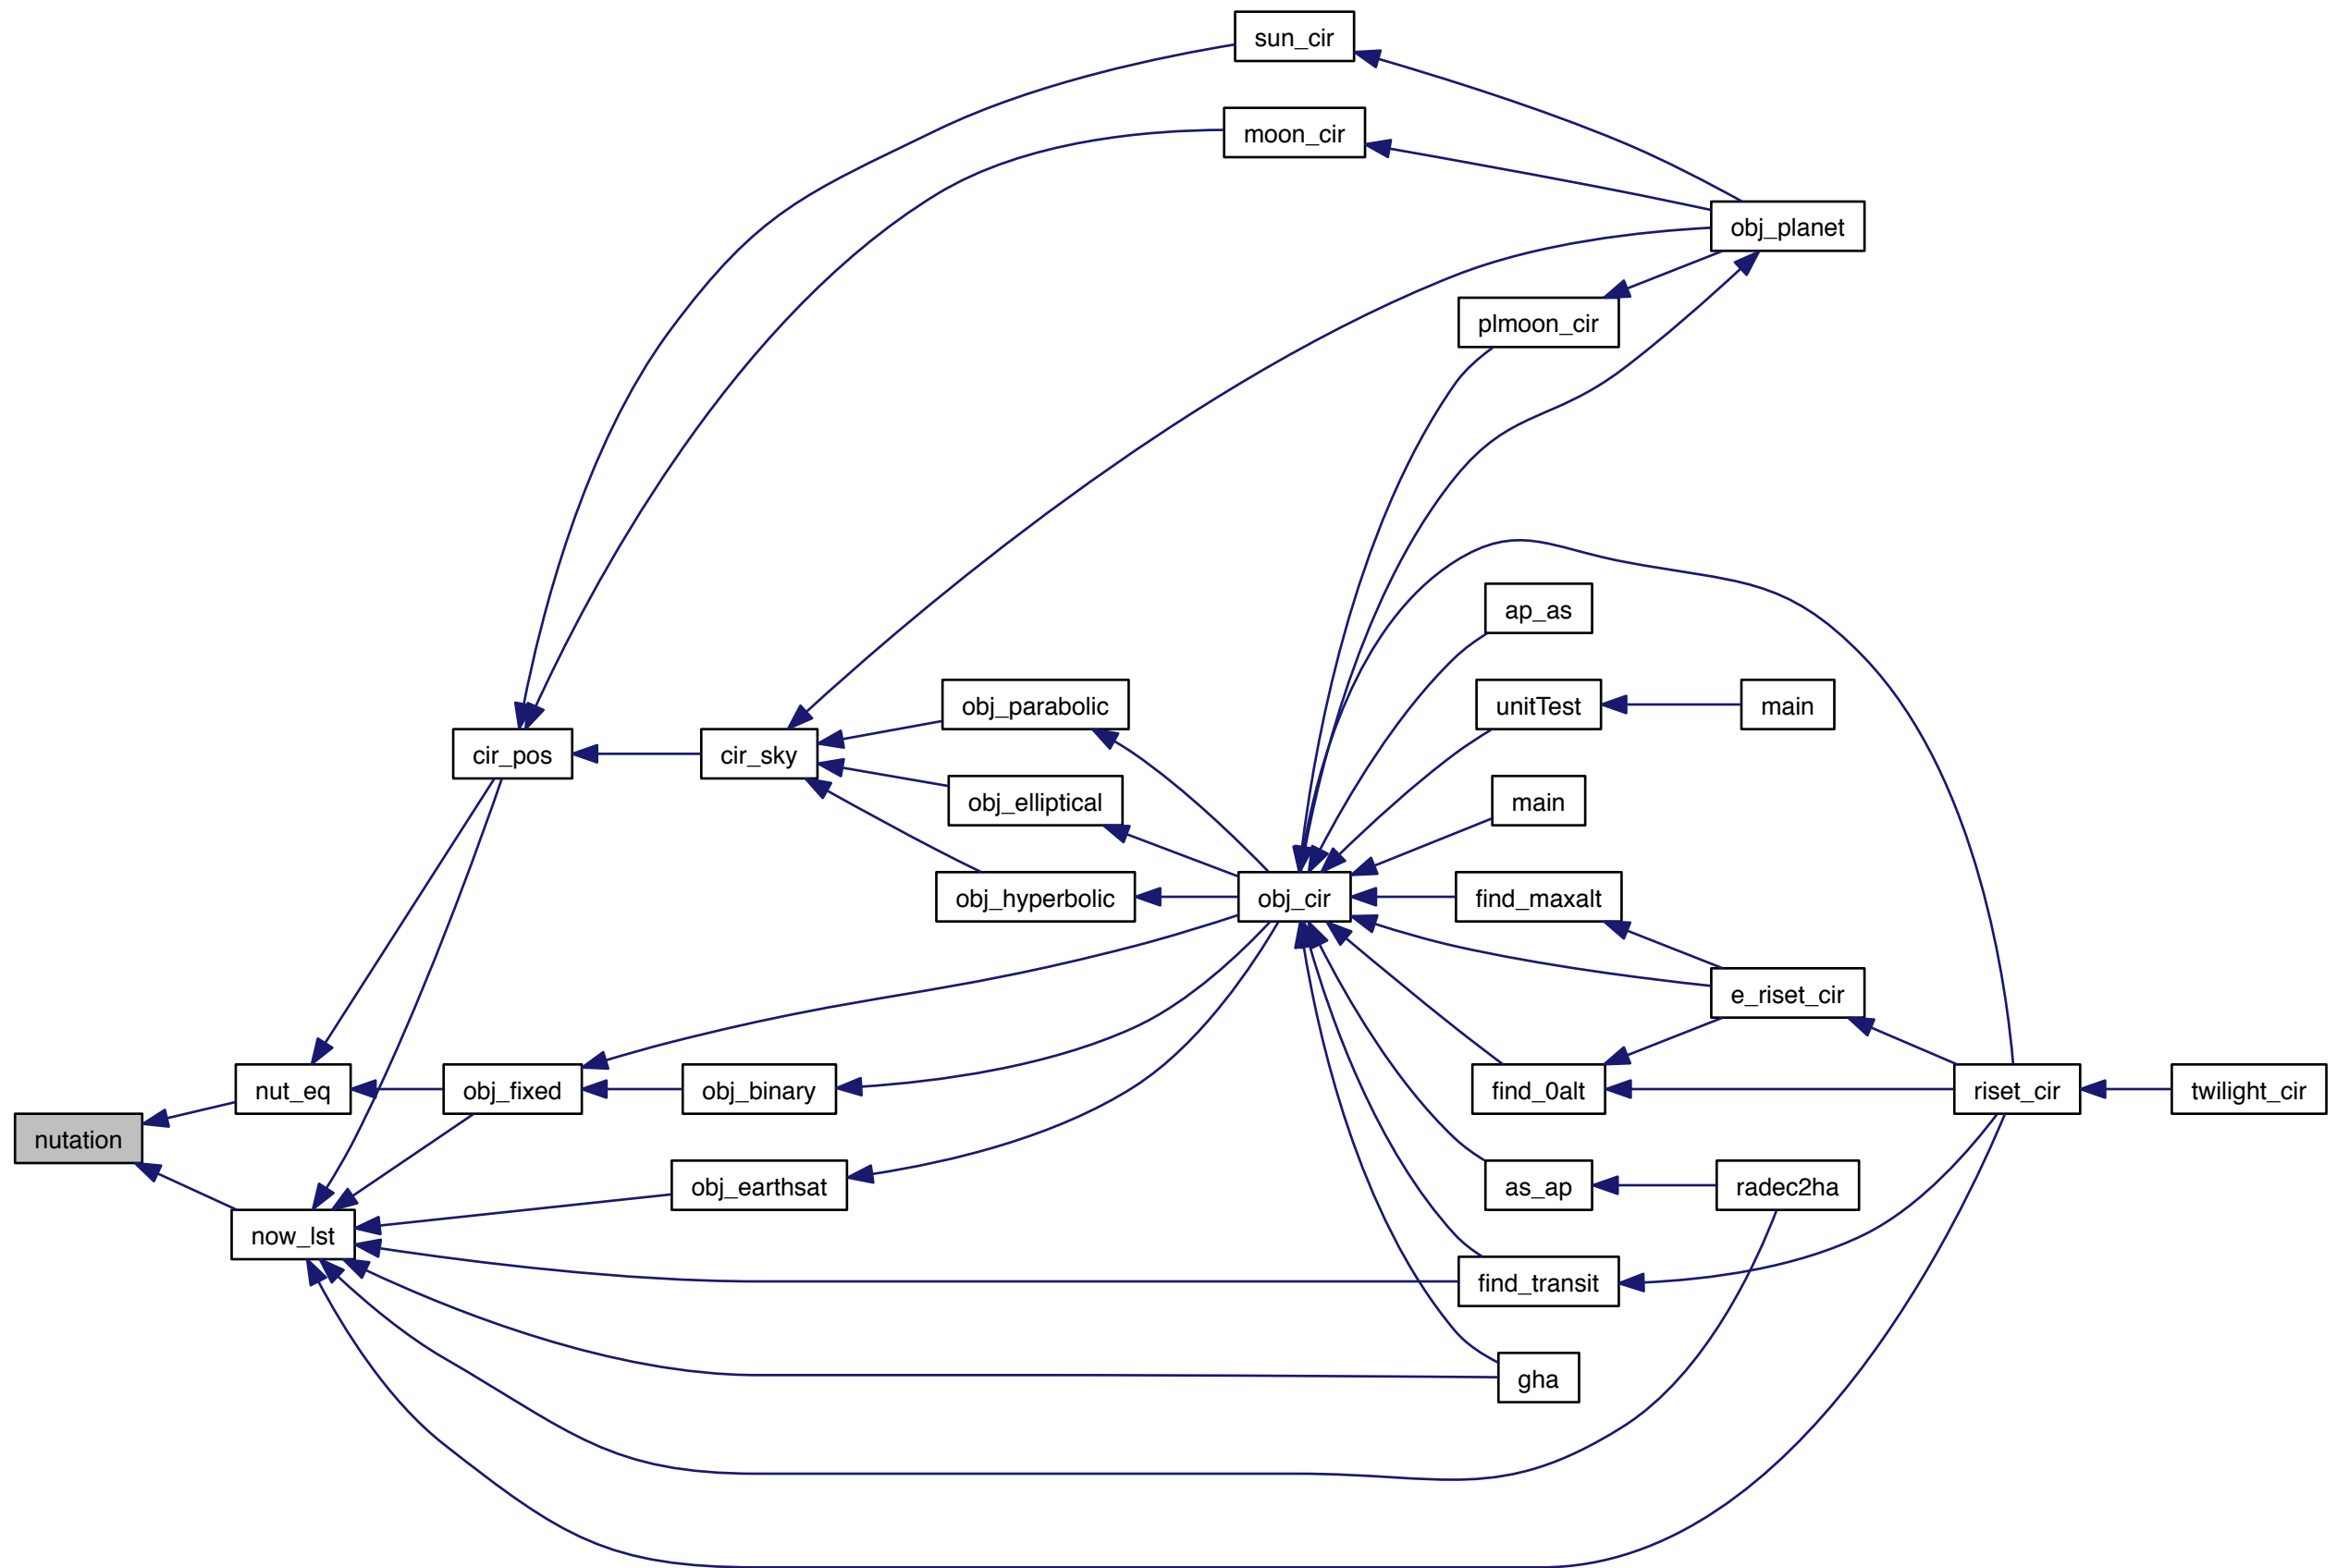 sun_cir
moon_cir
obj_planet
plmoon_cir
ap_as
obj_parabolic
unitTest
main
cir_pos
cir_sky
obj_elliptical
main
obj_hyperbolic
obj_cir
find_maxalt
e_riset_cir
nut_eq
obj_fixed
obj_binary
find_0alt
riset_cir
twilight_cir
nutation
obj_earthsat
as_ap
radec2ha
now_lst
find_transit
gha